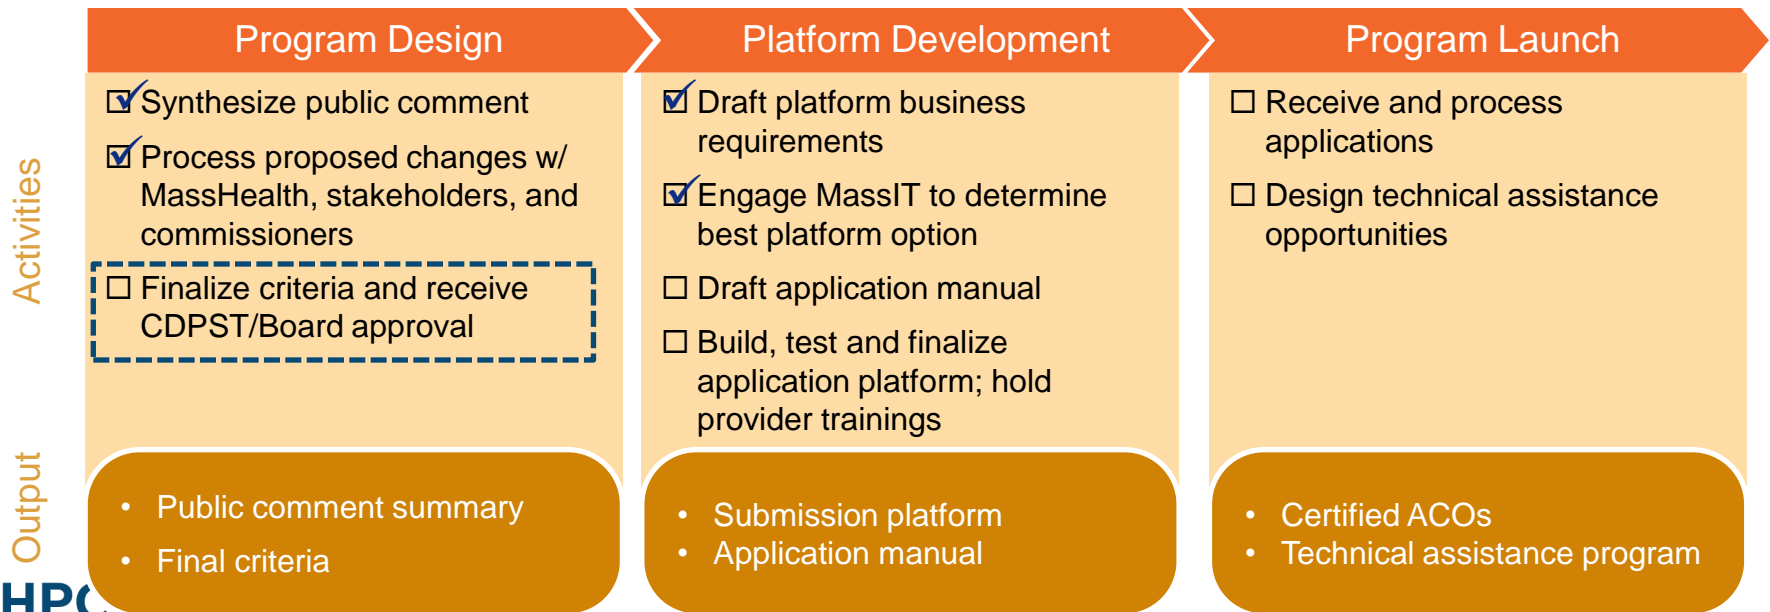 Program Design
Platform Development
Program Launch
Activities
Synthesize public comment
Process proposed changes w/
MassHealth, stakeholders, and
commissioners
Finalize criteria and receive
CDPST/Board approval
Draft platform business
requirements
Engage MassIT to determine
best platform option
Draft application manual
Build, test and finalize
application platform; hold
provider trainings
Receive and process
applications
Design technical assistance
opportunities
Output
• Public comment summary
• Final criteria
• Submission platform
• Application manual
• Certified ACOs
• Technical assistance program
HPC